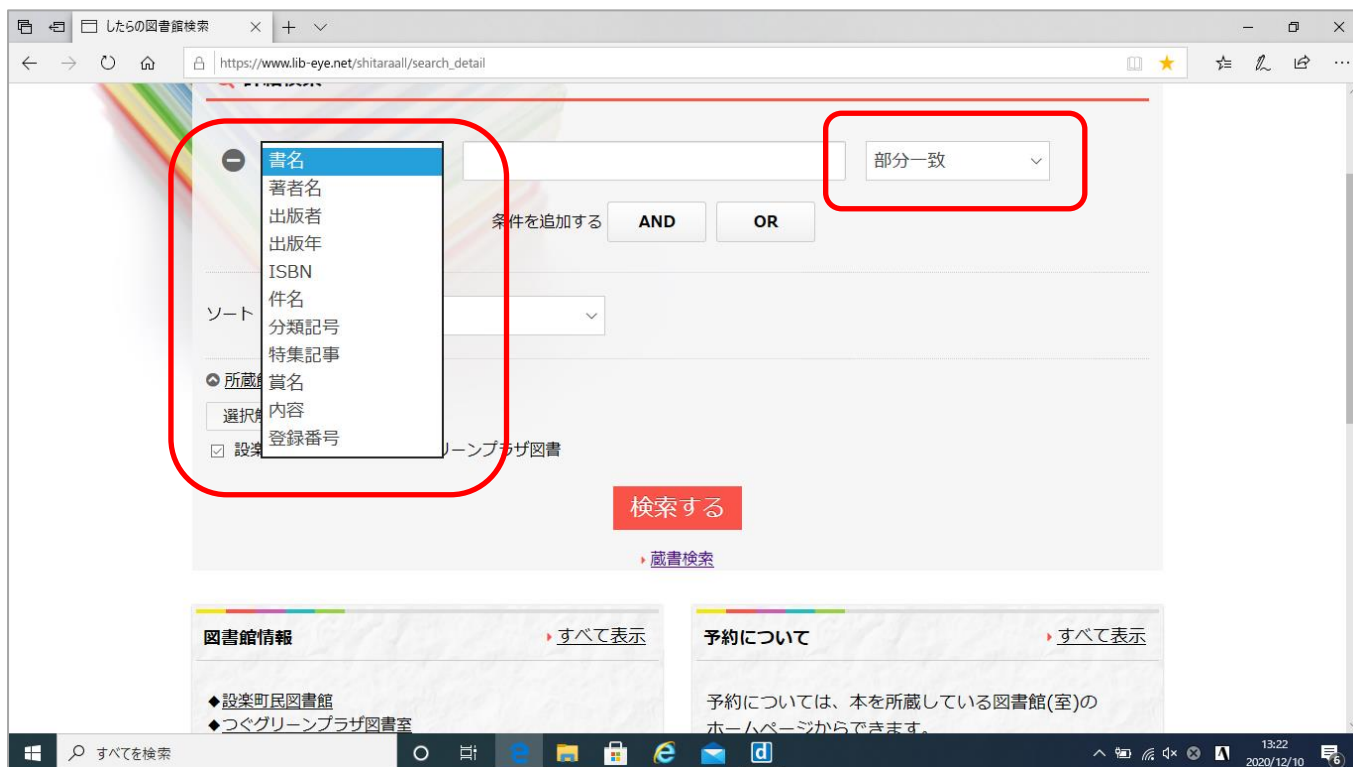 したらの図書館検索
https://www.lib-eye.net/shitaraall/search_detail
書名
部分一致
著者名
出版者
条件を追加する AND OR
出版年
ISBN
件名
ソート
分類記号
特集記事
所蔵
賞名
選択
内容
登録番号
設楽
リーンプラザ図書
検索する
蔵書検索
図書館情報
すべて表示
予約について
すべて表示
◆設楽町民図書館
◆つぐグリーンプラザ図書室
予約については、本を所蔵している図書館(室)の
ホームページからできます。
すべてを検索
13:22
2020/12/10
6